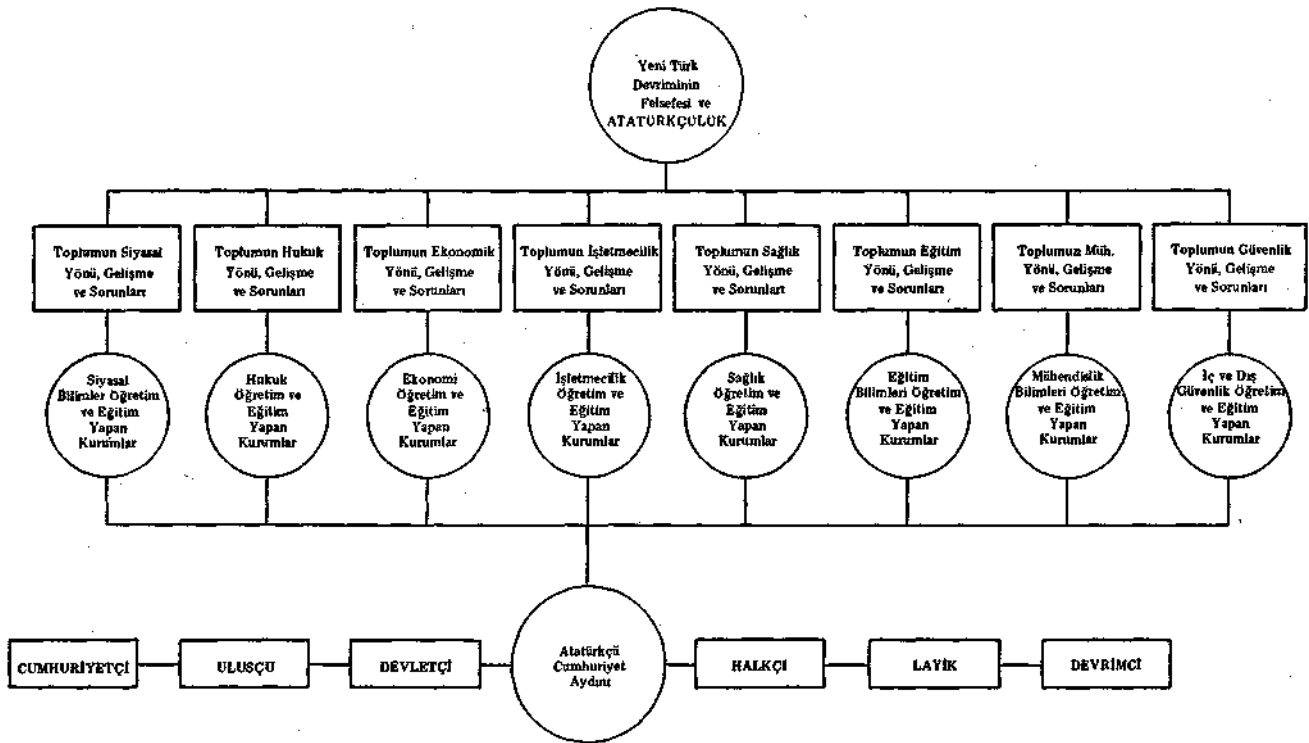 Yeni Türk
Devriminin
Felsefesi ve
ATATÜRKÇÜLÜK
Toplumun Siyasal
Yönü, Gelişme
ve Sorunları
Toplumun Hukuk
Yönü, Gelişme
ve Sorunları
Toplumun Ekonomik
Yönü, Gelişme
ve Sorunları
Toplumun İşletmecilik
Yönü, Gelişme
ve Sorunları
Toplumun Sağlık
Yönü, Gelişme
ve Sorunları
Toplumun Eğitim
Yönü, Gelişme
ve Sorunları
Toplumun Müh.
Yönü, Gelişme
ve Sorunları
Toplumun Güvenlik
Yönü, Gelişme
ve Sorunları
Siyasal
Bilimler Öğretim
ve Eğitim
Yapan
Kurumlar
Hukuk
Öğretim ve
Eğitim
Yapan
Kurumlar
Ekonomi
Öğretim ve
Eğitim
Yapan
Kurumlar
İşletmecilik
Öğretim ve
Eğitim
Yapan
Kurumlar
Sağlık
Öğretim ve
Eğitim
Yapan
Kurumlar
Eğitim
Bilimleri Öğretim
ve Eğitim
Yapan
Kurumlar
Mühendislik
Bilimleri Öğretim
ve Eğitim
Yapan
Kurumlar
İç ve Dış
Güvenlik Öğretim
ve Eğitim
Yapan
Kurumlar
CUMHURİYETÇİ
ULUSÇU
DEVLETÇİ
Atatürkçü
Cumhuriyet
Aydını
HALKÇI
LAYİK
DEVRİMCİ